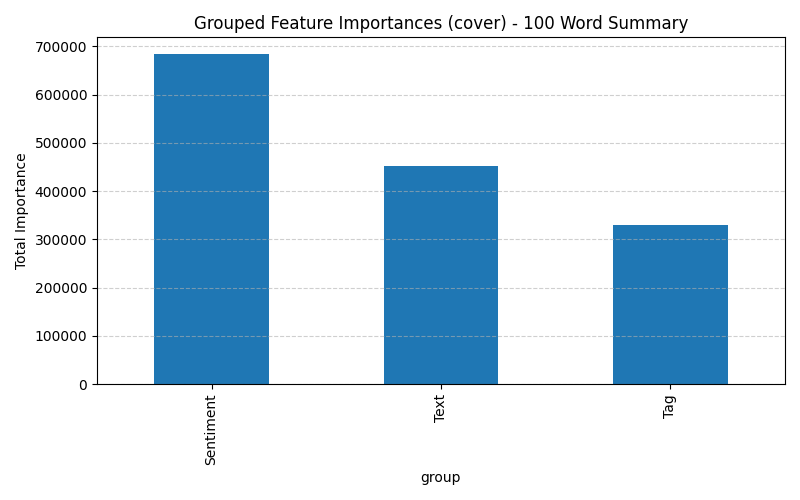 Grouped Feature Importances (cover) - 100 Word Summary
Total Importance
700000
600000
500000
400000
300000
200000
100000
0
Sentiment
Text
Tag
group